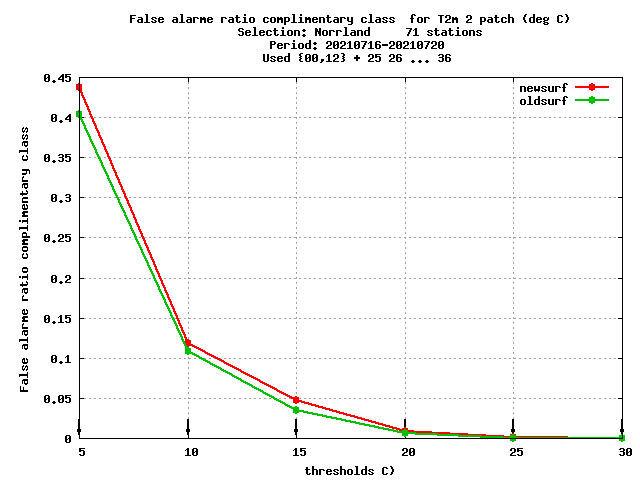 False alarme ratio complimentary class  for T2m 2 patch (deg C)
Selection: Norrland     71 stations
Period: 20210716-20210720
Used {00,12} + 25 26 ... 36
newsurf
oldsurf
False alarme ratio complimentary class
0.45
0.4
0.35
0.3
0.25
0.2
0.15
0.1
0.05
0
5 10 15 20 25 30
thresholds C)